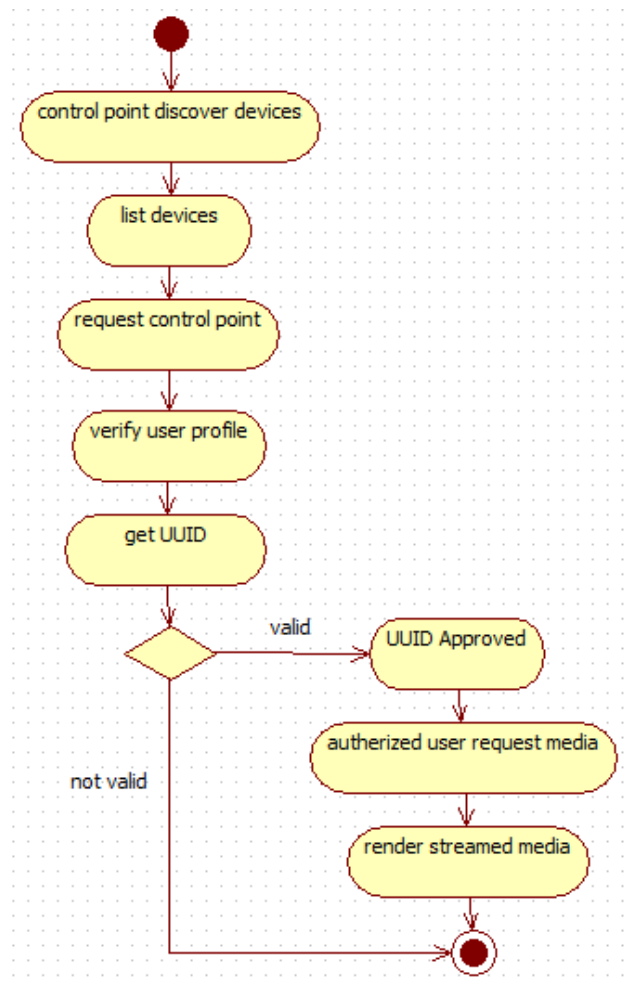 control point discover devices
list devices
request control point
verify user profile
get UUID
valid
UUID Approved
autherized user request media
not valid
render streamed media